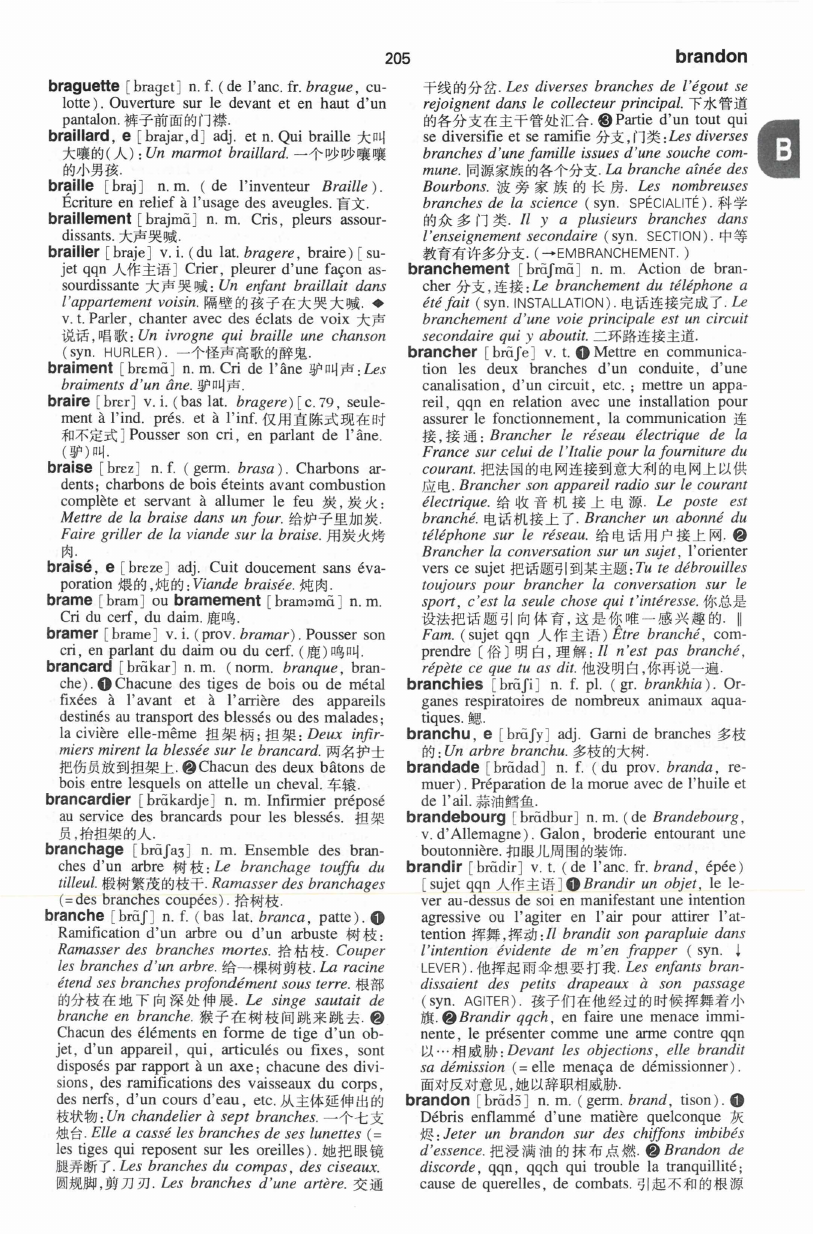 205
brandon
braguette [bragɛt] n. f. (de l'anc. fr. brague, cu-
lotte). Ouverture sur le devant et en haut d'un
pantalon. 裤子前面的门襟.
braillard, e [brajar,d] adj. et n. Qui braille 大叫
大嚷的(人):Un marmot braillard. 一个吵吵嚷嚷
的小男孩.
braille [braj] n. m. (de l'inventeur Braille).
Écriture en relief à l'usage des aveugles. 盲文.
braillement [brajmɑ̃] n. m. Cris, pleurs assour-
dissants. 大声哭喊.
brailler [braje] v. i. (du lat. bragere, braire) [su-
jet qqn 人作主语] Crier, pleurer d'une façon as-
sourdissante 大声哭喊: Un enfant braillait dans
l'appartement voisin. 隔壁的孩子在大哭大喊. ◆
v. t. Parler, chanter avec des éclats de voix 大声
说话,唱歌: Un ivrogne qui braille une chanson
(syn. HURLER). 一个怪声高歌的醉鬼.
braiment [brɛmɑ̃] n. m. Cri de l'âne 驴叫声:Les
braiments d'un âne. 驴叫声.
braire [brɛr] v. i. (bas lat. bragere) [c. 79, seule-
ment à l'ind. prés. et à l'inf. 仅用直陈式现在时
和不定式] Pousser son cri, en parlant de l'âne.
(驴)叫.
braise [brɛz] n. f. (germ. brasa). Charbons ar-
dents; charbons de bois éteints avant combustion
complète et servant à allumer le feu 炭,炭火:
Mettre de la braise dans un four. 给炉子里加炭.
Faire griller de la viande sur la braise. 用炭火烤
肉.
braisé, e [brɛze] adj. Cuit doucement sans éva-
poration 煨的,炖的:Viande braisée. 炖肉.
brame [bram] ou bramement [bramәmɑ̃] n. m.
Cri du cerf, du daim. 鹿鸣.
bramer [brame] v. i. (prov. bramar). Pousser son
cri, en parlant du daim ou du cerf. (鹿)鸣叫.
brancard [brɑ̃kar] n. m. (norm. branque, bran-
che). ❶ Chacune des tiges de bois ou de métal
fixées à l'avant et à l'arrière des appareils
destinés au transport des blessés ou des malades;
la civière elle-même 担架柄;担架: Deux infir-
miers mirent la blessée sur le brancard. 两名护士
把伤员放到担架上. ❷ Chacun des deux bâtons de
bois entre lesquels on attelle un cheval. 车辕.
brancardier [brɑ̃kardje] n. m. Infirmier préposé
au service des brancards pour les blessés. 担架
员,抬担架的人.
branchage [brɑ̃ʃaʒ] n. m. Ensemble des bran-
ches d'un arbre 树枝: Le branchage touffu du
tilleul. 椴树繁茂的枝干. Ramasser des branchages
(= des branches coupées). 拾树枝.
branche [brɑ̃ʃ] n. f. (bas lat. branca, patte). ❶
Ramification d'un arbre ou d'un arbuste 树枝:
Ramasser des branches mortes. 拾枯枝. Couper
les branches d'un arbre. 给一棵树剪枝. La racine
étend ses branches profondément sous terre. 根部
的分枝在地下向深处伸展. Le singe sautait de
branche en branche. 猴子在树枝间跳来跳去. ❷
Chacun des éléments en forme de tige d'un ob-
jet, d'un appareil, qui, articulés ou fixes, sont
disposés par rapport à un axe; chacune des divi-
sions, des ramifications des vaisseaux du corps,
des nerfs, d'un cours d'eau, etc. 从主体延伸出的
枝状物: Un chandelier à sept branches. 一个七支
烛台. Elle a cassé les branches de ses lunettes (=
les tiges qui reposent sur les oreilles). 她把眼镜
腿弄断了. Les branches du compas, des ciseaux.
圆规脚,剪刀刃. Les branches d'une artère. 交通
干线的分岔. Les diverses branches de l'égout se
rejoignent dans le collecteur principal. 下水管道
的各分支在主干管处汇合. ❸ Partie d'un tout qui
se diversifie et se ramifie 分支,门类:Les diverses
branches d'une famille issues d'une souche com-
mune. 同源家族的各个分支. La branche aînée des
Bourbons. 波旁家族的长房. Les nombreuses
branches de la science (syn. SPÉCIALITÉ). 科学
的众多门类. Il y a plusieurs branches dans
l'enseignement secondaire (syn. SECTION). 中等
教育有许多分支. (→EMBRANCHEMENT.)
branchement [brɑ̃ʃmɑ̃] n. m. Action de bran-
cher 分支,连接:Le branchement du téléphone a
été fait (syn. INSTALLATION). 电话连接完成了. Le
branchement d'une voie principale est un circuit
secondaire qui y aboutit. 二环路连接主道.
brancher [brɑ̃ʃe] v. t. ❶ Mettre en communica-
tion les deux branches d'un conduite, d'une
canalisation, d'un circuit, etc. ; mettre un appa-
reil, qqn en relation avec une installation pour
assurer le fonctionnement, la communication 连
接,接通: Brancher le réseau électrique de la
France sur celui de l'Italie pour la fourniture du
courant. 把法国的电网连接到意大利的电网上以供
应电. Brancher son appareil radio sur le courant
électrique. 给收音机接上电源. Le poste est
branché. 电话机接上了. Brancher un abonné du
téléphone sur le réseau. 给电话用户接上网. ❷
Brancher la conversation sur un sujet, l'orienter
vers ce sujet 把话题引到某主题:Tu te débrouilles
toujours pour brancher la conversation sur le
sport, c'est la seule chose qui t'intéresse. 你总是
设法把话题引向体育,这是你唯一感兴趣的. ‖
Fam. (sujet qqn 人作主语) Être branché, com-
prendre [俗] 明白,理解: Il n'est pas branché,
répète ce que tu as dit. 他没明白,你再说一遍.
branchies [brɑ̃ʃi] n. f. pl. (gr. brankhia). Or-
ganes respiratoires de nombreux animaux aqua-
tiques. 鳃.
branchu, e [brɑ̃ʃy] adj. Garni de branches 多枝
的:Un arbre branchu. 多枝的大树.
brandade [brɑ̃dad] n. f. (du prov. branda, re-
muer). Préparation de la morue avec de l'huile et
de l'ail. 蒜油鳕鱼.
brandebourg [brɑ̃dbur] n. m. (de Brandebourg,
v. d'Allemagne). Galon, broderie entourant une
boutonnière. 扣眼儿周围的装饰.
brandir [brɑ̃dir] v. t. (de l'anc. fr. brand, épée)
[sujet qqn 人作主语] ❶ Brandir un objet, le le-
ver au-dessus de soi en manifestant une intention
agressive ou l'agiter en l'air pour attirer l'at-
tention 挥舞,挥动:Il brandit son parapluie dans
l'intention évidente de m'en frapper (syn. ↓
LEVER). 他挥起雨伞想要打我. Les enfants bran-
dissaient des petits drapeaux à son passage
(syn. AGITER). 孩子们在他经过的时候挥舞着小
旗. ❷ Brandir qqch, en faire une menace immi-
nente, le présenter comme une arme contre qqn
以…相威胁: Devant les objections, elle brandit
sa démission (= elle menaça de démissionner).
面对反对意见,她以辞职相威胁.
brandon [brɑ̃dɔ̃] n. m. (germ. brand, tison). ❶
Débris enflammé d'une matière quelconque 灰
烬: Jeter un brandon sur des chiffons imbibés
d'essence. 把浸满油的抹布点燃. ❷ Brandon de
discorde, qqn, qqch qui trouble la tranquillité;
cause de querelles, de combats. 引起不和的根源
B